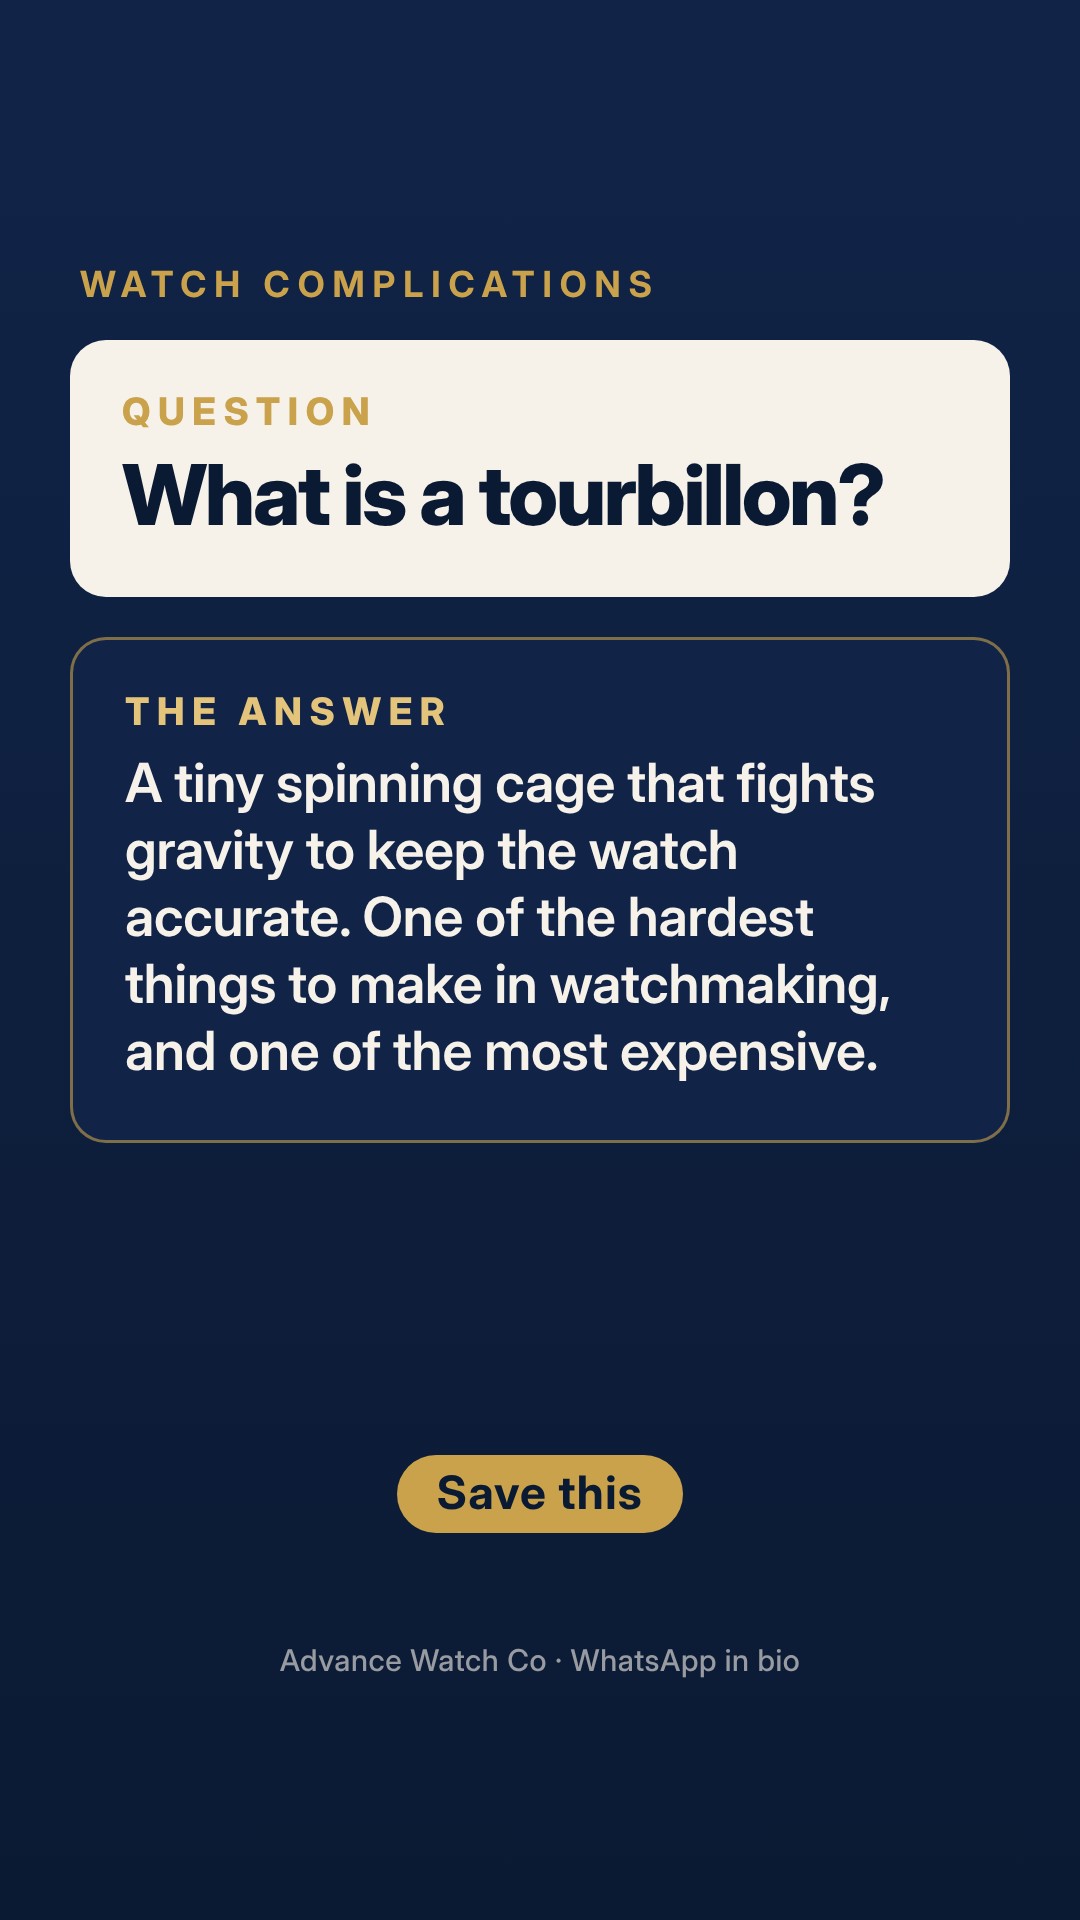 WATCH COMPLICATIONS
QUESTION
What is a tourbillon?
THE ANSWER
A tiny spinning cage that fights
gravity to keep the watch
accurate. One of the hardest
things to make in watchmaking,
and one of the most expensive.
Save this
Advance Watch Co · WhatsApp in bio